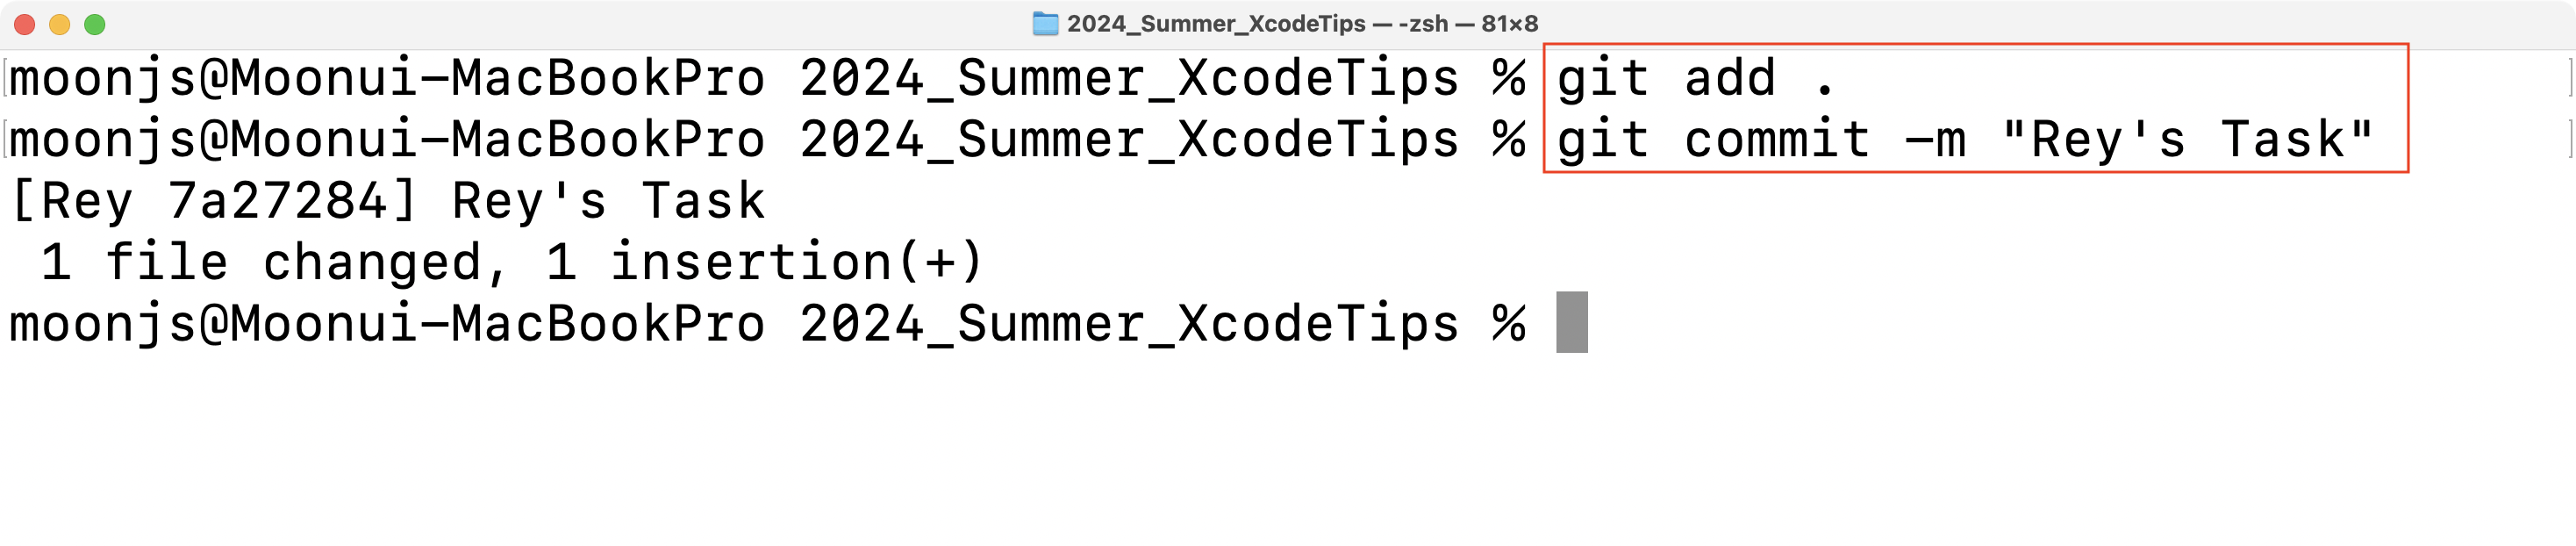 2024_Summer_XcodeTips — -zsh — 81×8
moonjs@Moonui-MacBookPro 2024_Summer_XcodeTips % git add .
moonjs@Moonui-MacBookPro 2024_Summer_XcodeTips % git commit -m "Rey's Task"
[Rey 7a27284] Rey's Task
 1 file changed, 1 insertion(+)
moonjs@Moonui-MacBookPro 2024_Summer_XcodeTips %